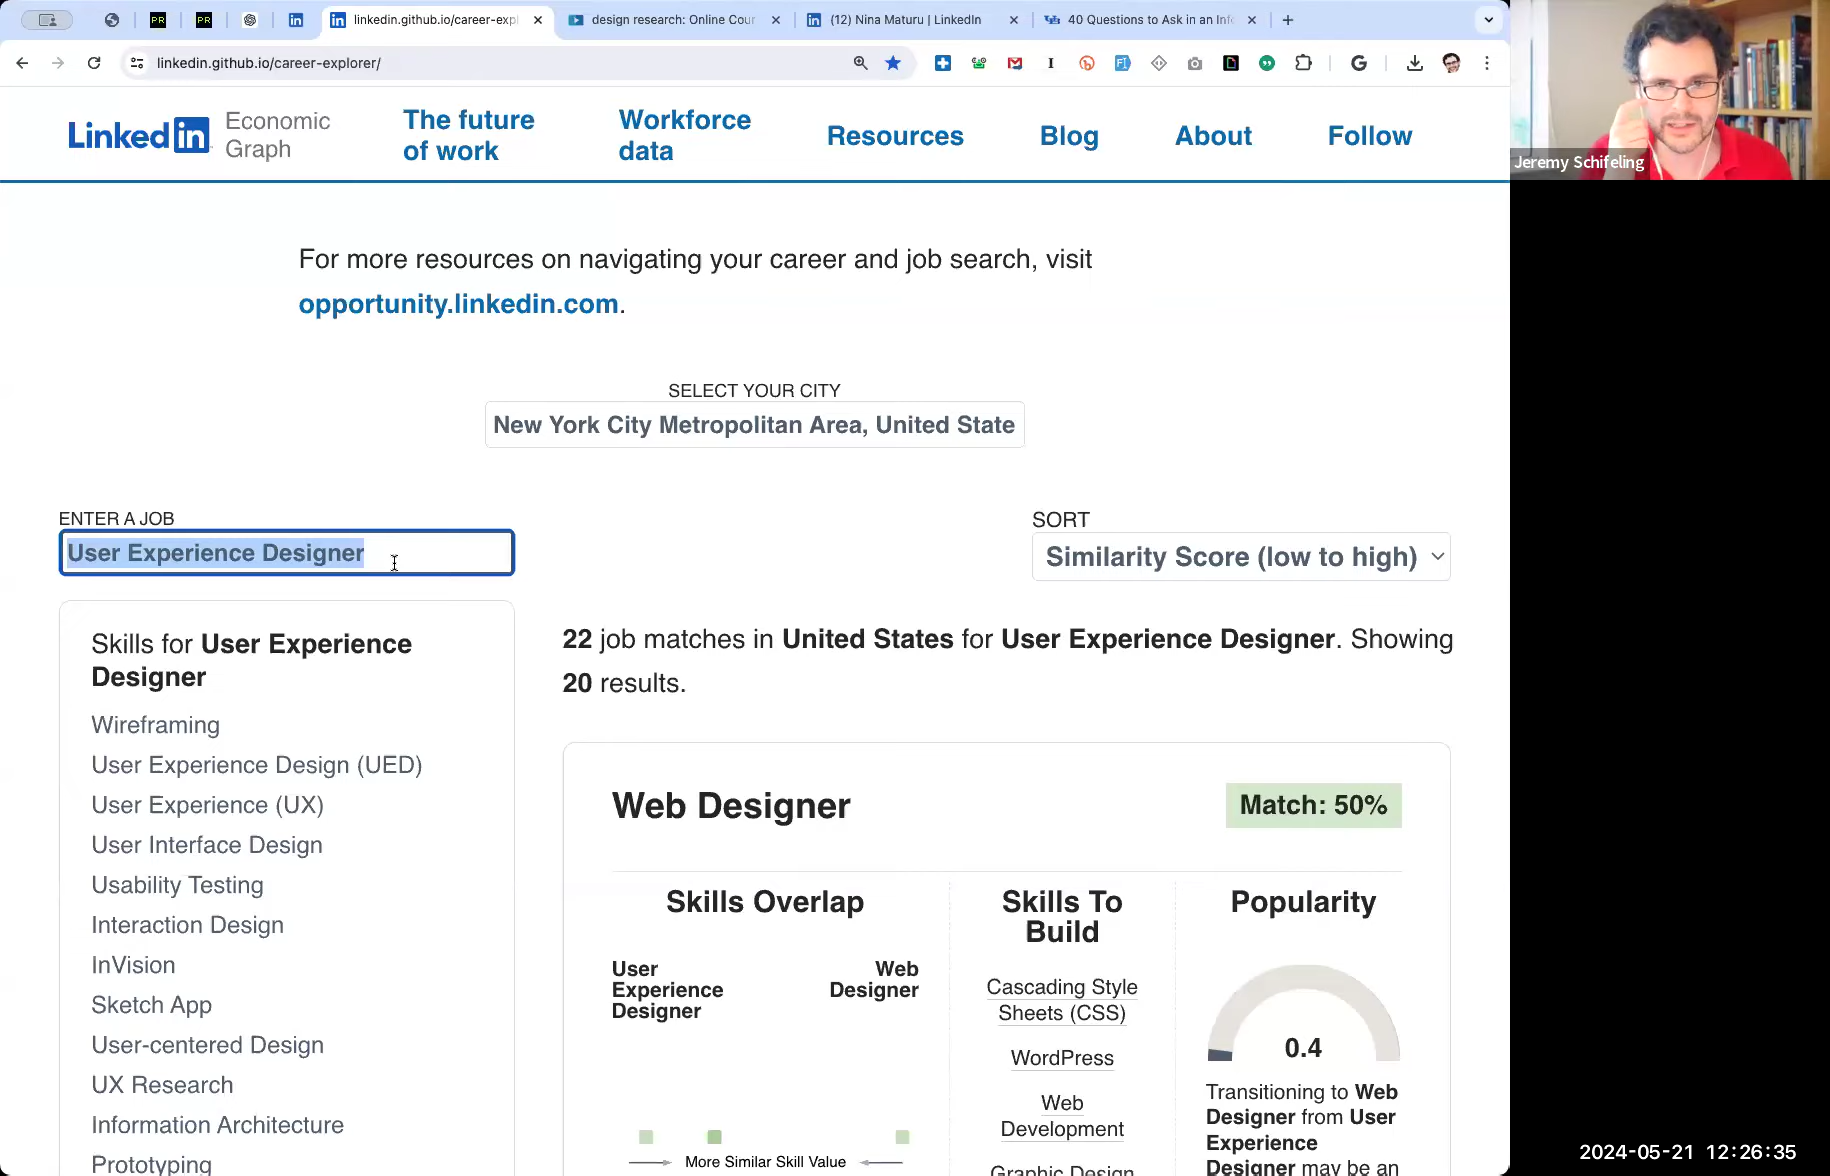 linkedin.github.io/career-expl
design research: Online Cour
(12) Nina Maturu | LinkedIn
40 Questions to Ask in an Info
linkedin.github.io/career-explorer/
LinkedIn
Economic
Graph
The future
of work
Workforce
data
Resources
Blog
About
Follow
Jeremy Schifeling
For more resources on navigating your career and job search, visit
opportunity.linkedin.com.
SELECT YOUR CITY
New York City Metropolitan Area, United State
ENTER A JOB
User Experience Designer
SORT
Similarity Score (low to high)
Skills for User Experience
Designer
Wireframing
User Experience Design (UED)
User Experience (UX)
User Interface Design
Usability Testing
Interaction Design
InVision
Sketch App
User-centered Design
UX Research
Information Architecture
Prototyping
22 job matches in United States for User Experience Designer. Showing
20 results.
Web Designer
Match: 50%
Skills Overlap
User
Experience
Designer
Web
Designer
More Similar Skill Value
Skills To
Build
Cascading Style
Sheets (CSS)
WordPress
Web
Development
Graphic Design
Popularity
0.4
Transitioning to Web
Designer from User
Experience
Designer may be an
2024-05-21 12:26:35